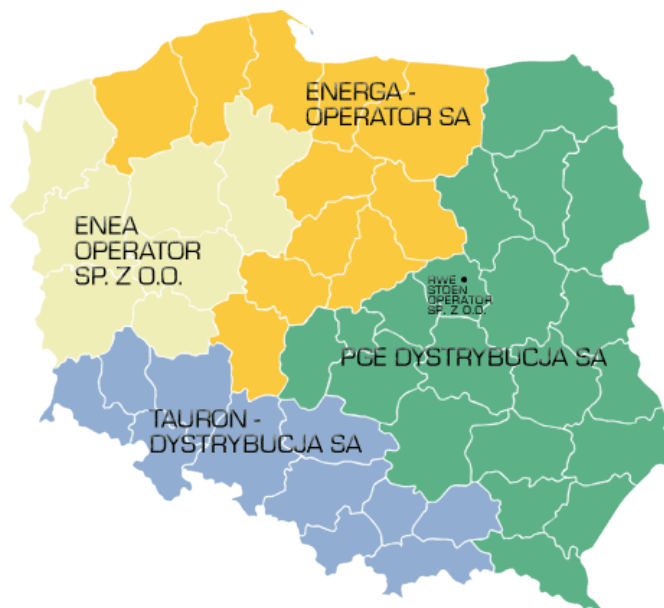 ENERGA -
OPERATOR SA
ENEA
OPERATOR
SP. Z O.O.
RWE
STOEN
OPERATOR
SP. Z O.O.
PGE DYSTRYBUCJA SA
TAURON -
DYSTRYBUCJA SA